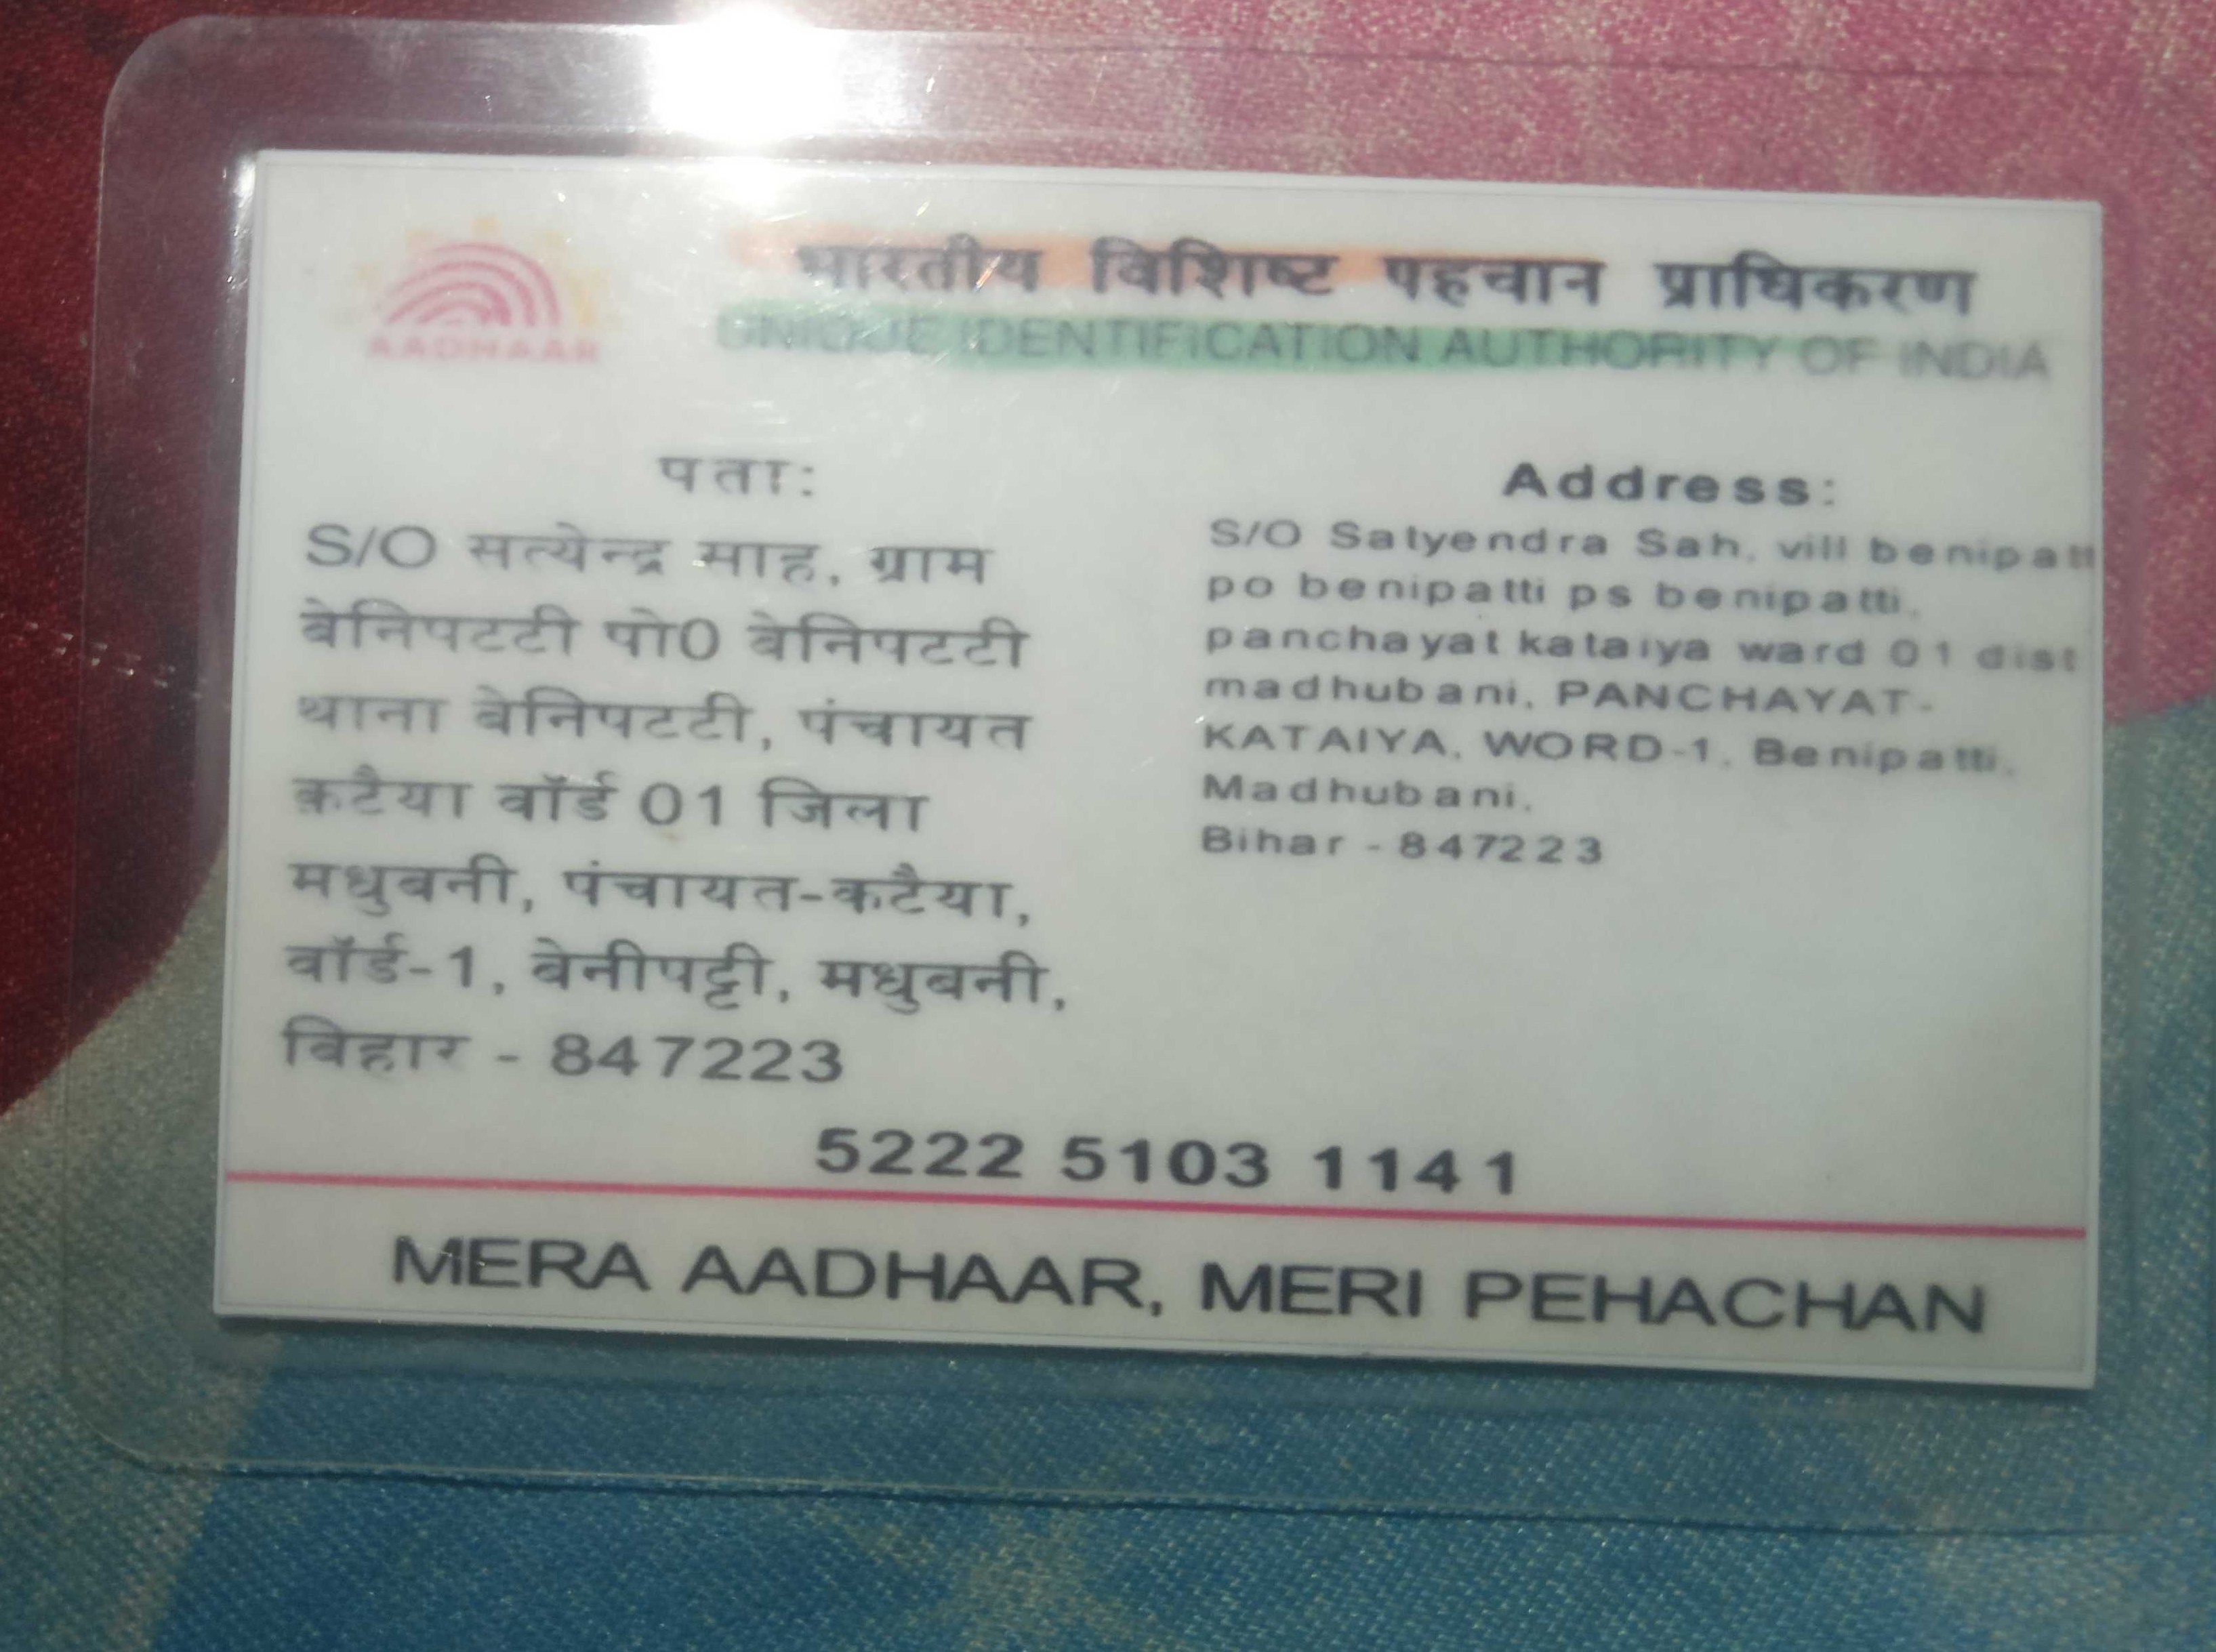 AADHAAR
भारतीय विशिष्ट पहचान प्राधिकरण
UNIQUE IDENTIFICATION AUTHORITY OF INDIA
पता:
S/O सत्येन्द्र साह, ग्राम
बेनिपटटी पो0 बेनिपटटी
थाना बेनिपटटी, पंचायत
कटैया वॉर्ड 01 जिला
मधुबनी, पंचायत-कटैया,
वॉर्ड-1, बेनीपट्टी, मधुबनी,
बिहार - 847223
Address:
S/O Satyendra Sah, vill benipatt
po benipatti ps benipatti,
panchayat kataiya ward 01 dist
madhubani, PANCHAYAT-
KATAIYA, WORD-1, Benipatti,
Madhubani,
Bihar - 847223
5222 5103 1141
MERA AADHAAR, MERI PEHACHAN